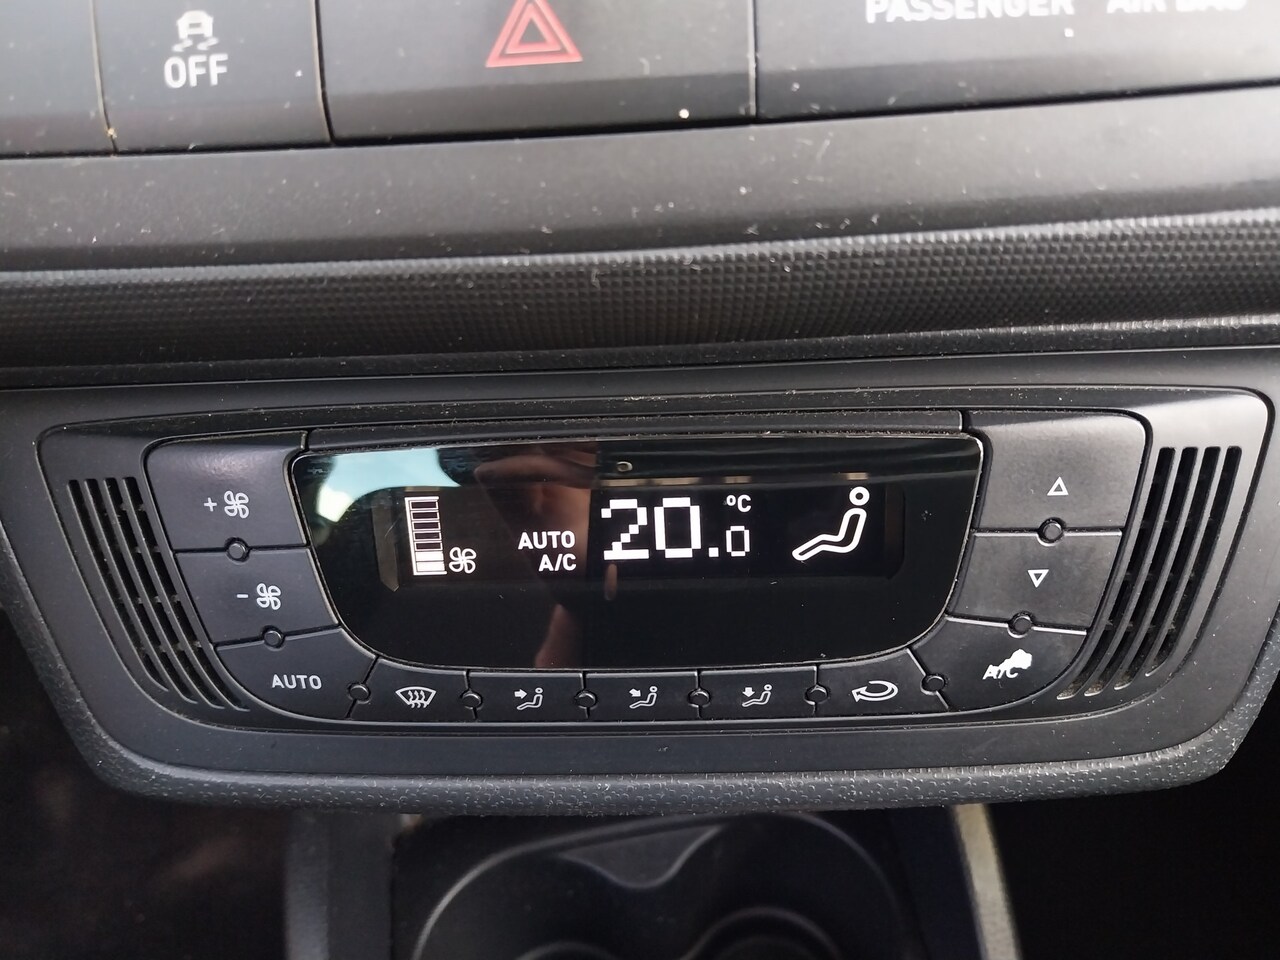 OFF
PASSENGER AIR BAG
+
-
AUTO
A/C
20.0
°C
AUTO
A/C